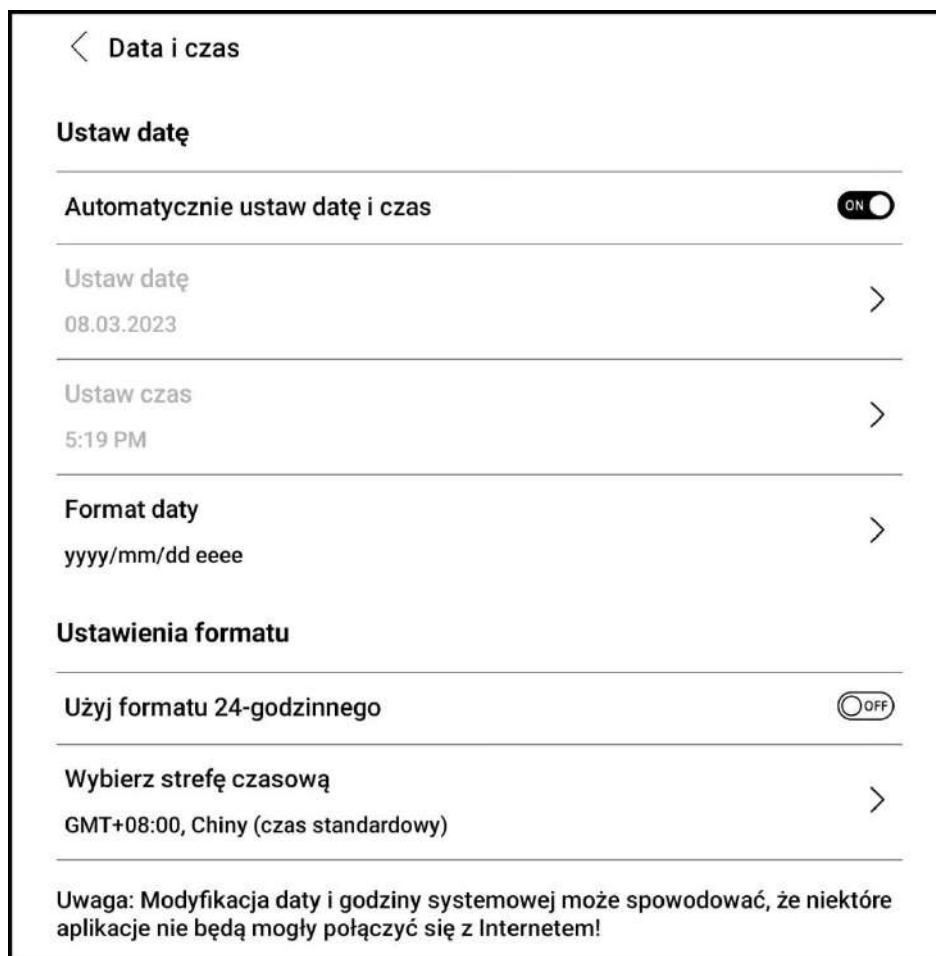 Data i czas
Ustaw datę
Automatycznie ustaw datę i czas
ON
Ustaw datę
08.03.2023
Ustaw czas
5:19 PM
Format daty
yyyy/mm/dd eeee
Ustawienia formatu
Użyj formatu 24-godzinnego
OFF
Wybierz strefę czasową
GMT+08:00, Chiny (czas standardowy)
Uwaga: Modyfikacja daty i godziny systemowej może spowodować, że niektóre
aplikacje nie będą mogły połączyć się z Internetem!